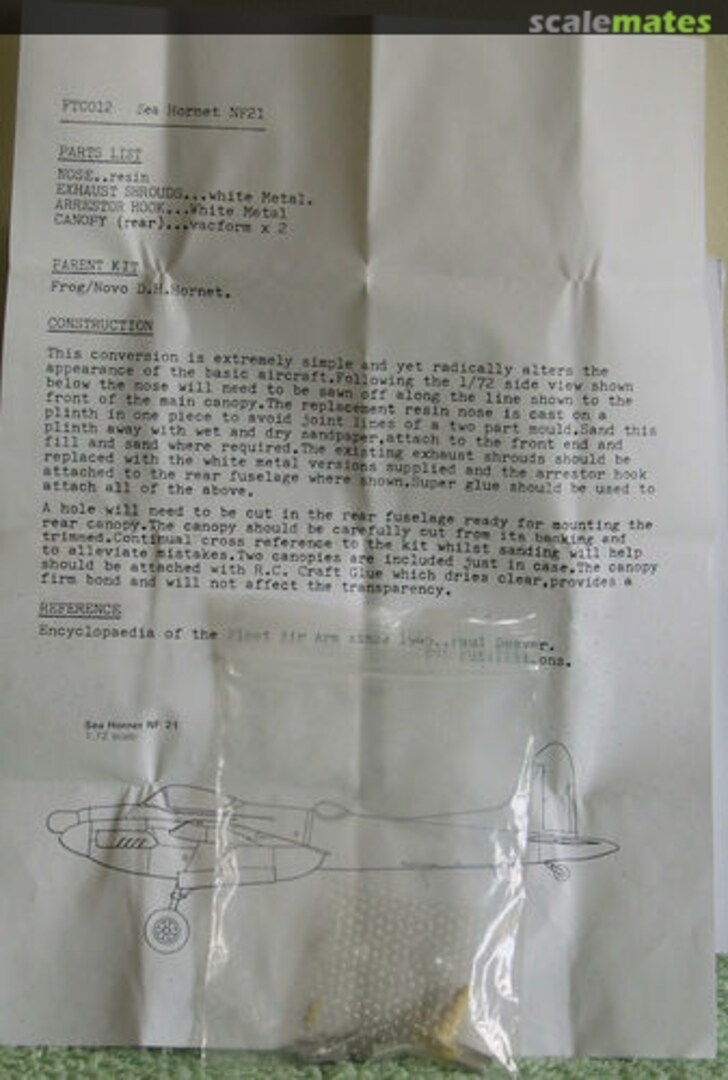 scalemates
FTC012 Sea Hornet NF21
PARTS LIST
NOSE..resin
EXHAUST SHROUDS...white Metal.
ARRESTOR HOOK...White Metal
CANOPY (rear)...vacform x 2
PARENT KIT
Frog/Novo D.H.Hornet.
CONSTRUCTION
This conversion is extremely simple and yet radically alters the
appearance of the basic aircraft.Following the 1/72 side view shown
below the nose will need to be sawn off along the line shown to the
front of the main canopy.The replacement resin nose is cast on a
plinth in one piece to avoid joint lines of a two part mould.Sand this
plinth away with wet and dry sandpaper,attach to the front end and
fill and sand where required.The existing exhaust shrouds should be
replaced with the white metal versions supplied and the arrestor hook
attached to the rear fuselage where shown.Super glue should be used to
attach all of the above.
A hole will need to be cut in the rear fuselage ready for mounting the
rear canopy.The canopy should be carefully cut from its backing and
trimmed.Continual cross reference to the kit whilst sanding will help
to alleviate mistakes.Two canopies are included just in case.The canopy
should be attached with R.C. Craft Glue which dries clear,provides a
firm bond and will not affect the transparency.
REFERENCE
Encyclopaedia of the Fleet Air Arm
Sea Hornet NF 21
1:72 scale